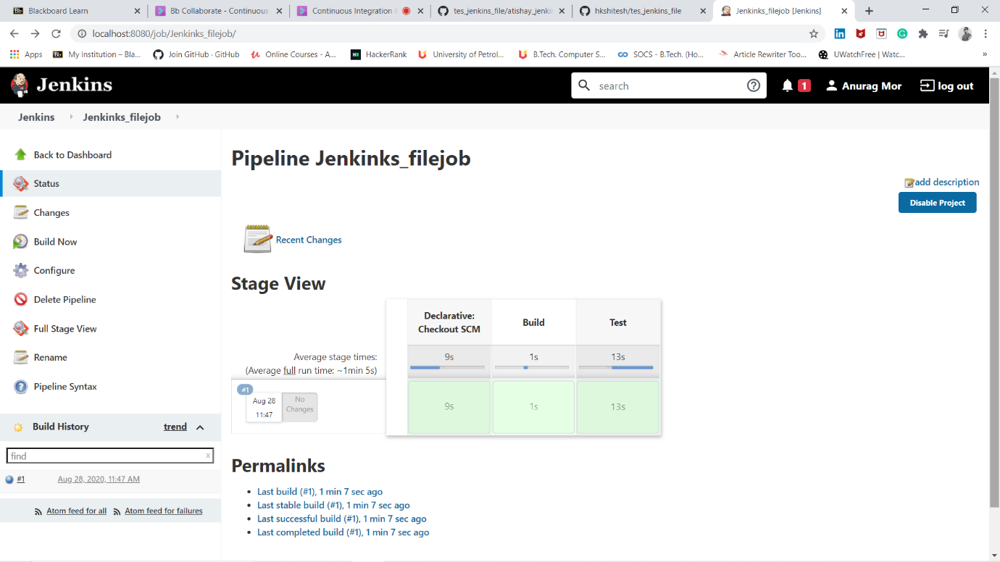 Blackboard Learn
Bb Collaborate - Continuous
Continuous Integration
tes_jenkins_file/atishay_jenkin
hkshitesh/tes_jenkins_file
Jenkinks_filejob [Jenkins]
localhost:8080/job/Jenkinks_filejob/
Apps
My Institution – Bla...
Join GitHub · GitHub
Online Courses - A...
HackerRank
University of Petrol...
B.Tech. Computer S...
SOCS - B.Tech. (Ho...
Article Rewriter Too...
UWatchFree | Watc...
»
Jenkins
search
1
Anurag Mor
log out
Jenkins
Jenkinks_filejob
Back to Dashboard
Status
Changes
Build Now
Configure
Delete Pipeline
Full Stage View
Rename
Pipeline Syntax
Build History
trend
find
x
#1
Aug 28, 2020, 11:47 AM
Atom feed for all
Atom feed for failures
Pipeline Jenkinks_filejob
add description
Disable Project
Recent Changes
Stage View
Declarative:
Checkout SCM
Build
Test
Average stage times:
(Average full run time: ~1min 5s)
9s
1s
13s
#1
Aug 28
11:47
No
Changes
9s
1s
13s
Permalinks
Last build (#1), 1 min 7 sec ago
Last stable build (#1), 1 min 7 sec ago
Last successful build (#1), 1 min 7 sec ago
Last completed build (#1), 1 min 7 sec ago